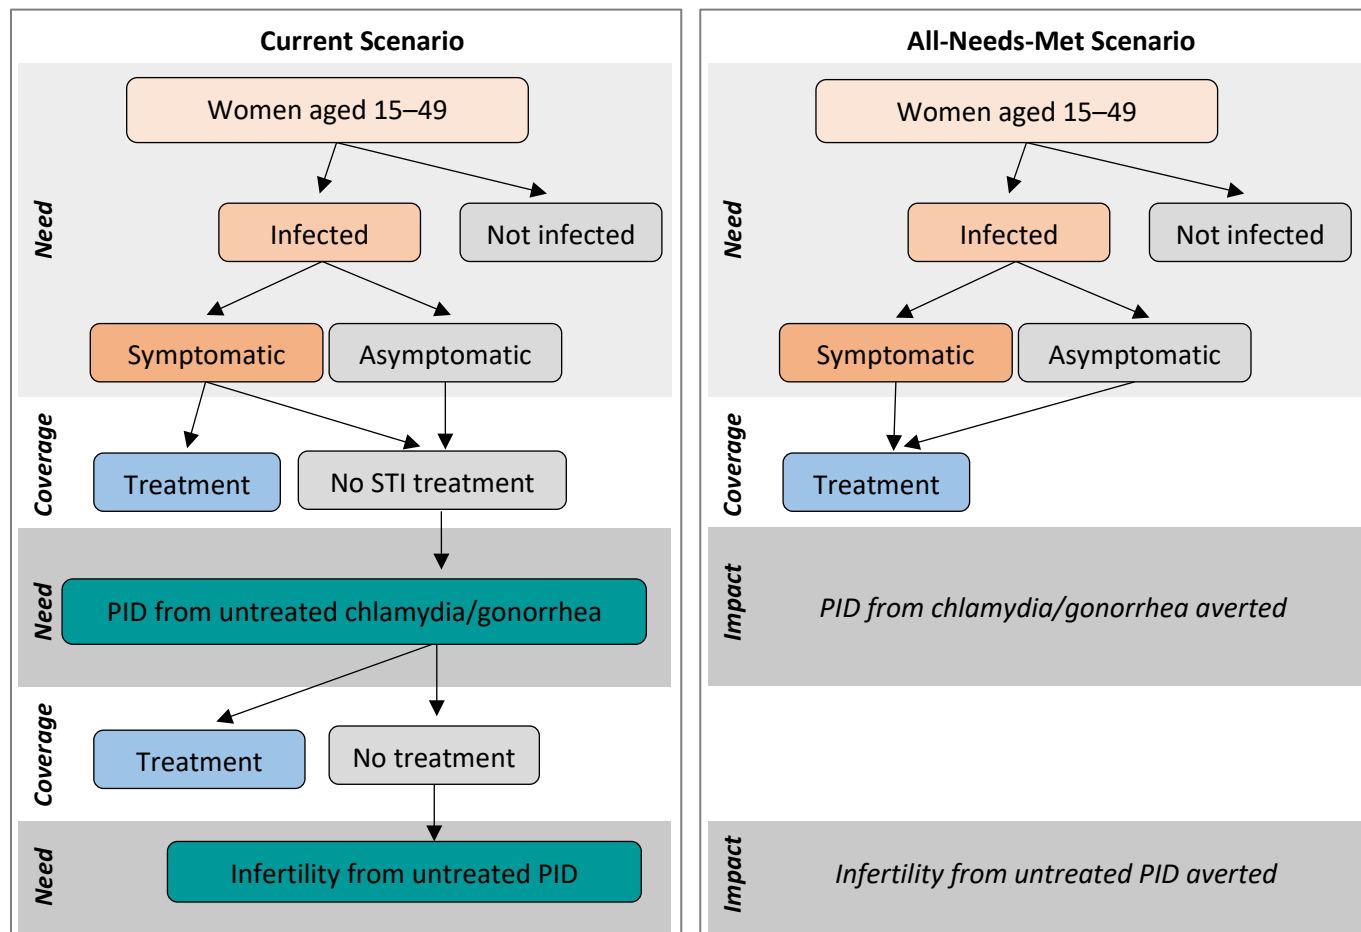 Current Scenario
Need
Women aged 15–49
Infected
Not infected
Symptomatic
Asymptomatic
Coverage
Treatment
No STI treatment
Need
PID from untreated chlamydia/gonorrhea
Coverage
Treatment
No treatment
Need
Infertility from untreated PID
All-Needs-Met Scenario
Need
Women aged 15–49
Infected
Not infected
Symptomatic
Asymptomatic
Coverage
Treatment
Impact
PID from chlamydia/gonorrhea averted
Impact
Infertility from untreated PID averted